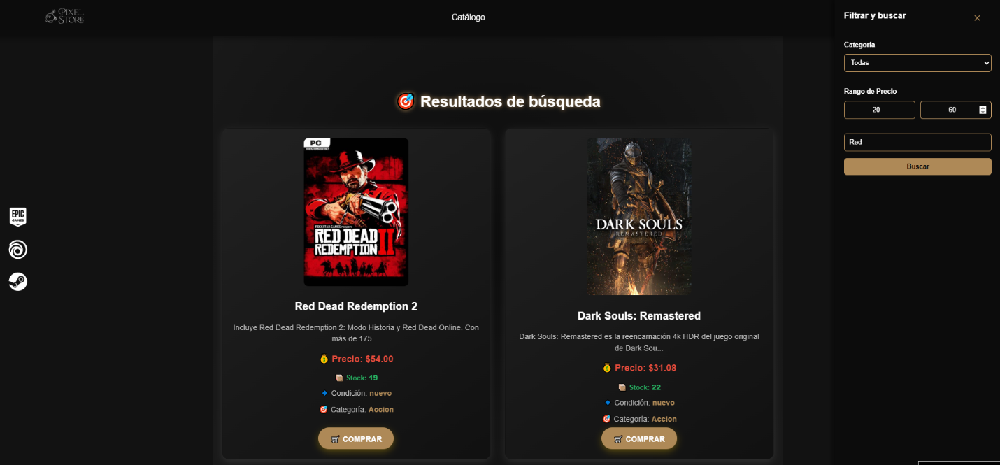 PIXEL
STORE
Catálogo
Filtrar y buscar
×
Categoría
Todas
Rango de Precio
20 60
Red
Buscar
Resultados de búsqueda
EPIC
GAMES
PC
ROCKSTAR GAMES PRESENTS
RED DEAD
REDEMPTION II
Red Dead Redemption 2
Incluye Red Dead Redemption 2: Modo Historia y Red Dead Online. Con
más de 175 ...
Precio: $54.00
Stock: 19
Condición: nuevo
Categoría: Accion
COMPRAR
DARK SOULS
REMASTERED
Dark Souls: Remastered
Dark Souls: Remastered es la reencarnación 4k HDR del juego original
de Dark Sou...
Precio: $31.08
Stock: 22
Condición: nuevo
Categoría: Accion
COMPRAR